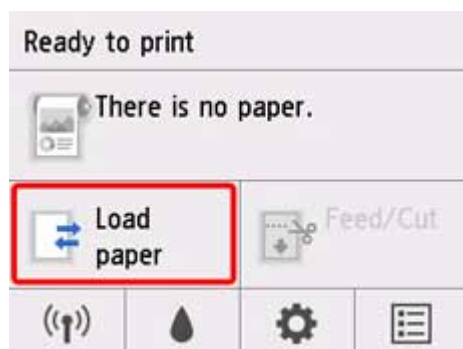 Ready to print
There is no paper.
Load
paper
Feed/Cut